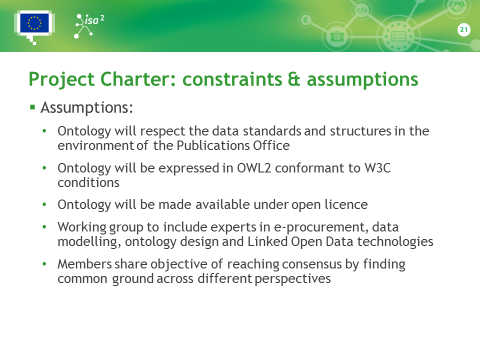 isa²
21
Project Charter: constraints & assumptions
▪ Assumptions:
• Ontology will respect the data standards and structures in the
environment of the Publications Office
• Ontology will be expressed in OWL2 conformant to W3C
conditions
• Ontology will be made available under open licence
• Working group to include experts in e-procurement, data
modelling, ontology design and Linked Open Data technologies
• Members share objective of reaching consensus by finding
common ground across different perspectives